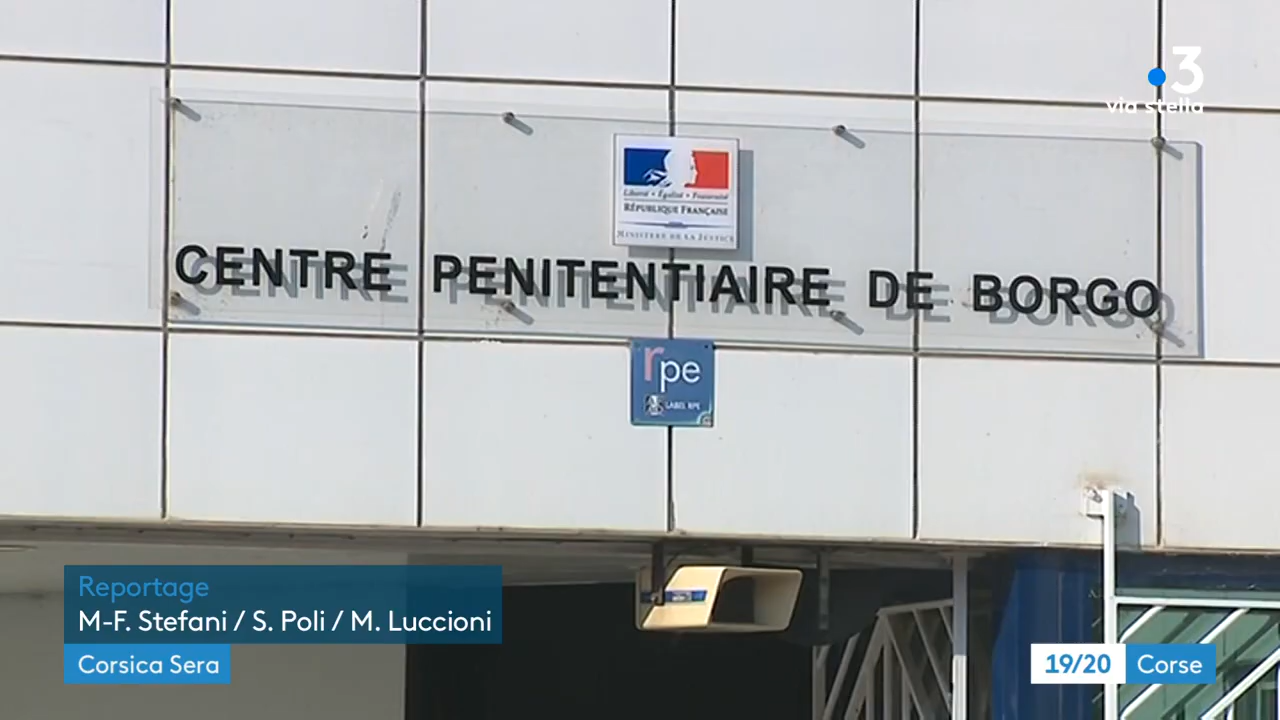 3
via stella
Liberté • Égalité • Fraternité
RÉPUBLIQUE FRANÇAISE
MINISTÈRE DE LA JUSTICE
CENTRE PENITENTIAIRE DE BORGO
rpe
LABEL RPE
Reportage
M-F. Stefani / S. Poli / M. Luccioni
Corsica Sera
19/20 Corse